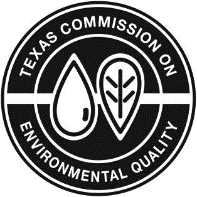 TEXAS COMMISSION ON
ENVIRONMENTAL QUALITY